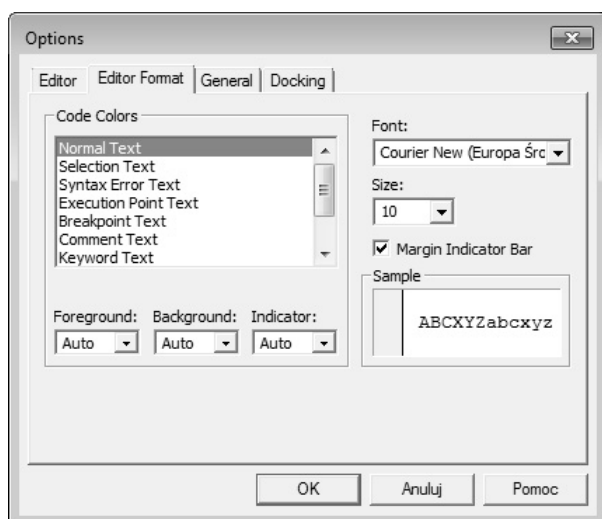 Options
Editor Editor Format General Docking
Code Colors
Normal Text
Selection Text
Syntax Error Text
Execution Point Text
Breakpoint Text
Comment Text
Keyword Text
Foreground: Background: Indicator:
Auto Auto Auto
Font:
Courier New (Europa Śrc
Size:
10
Margin Indicator Bar
Sample
ABCXYZabcxyz
OK Anuluj Pomoc